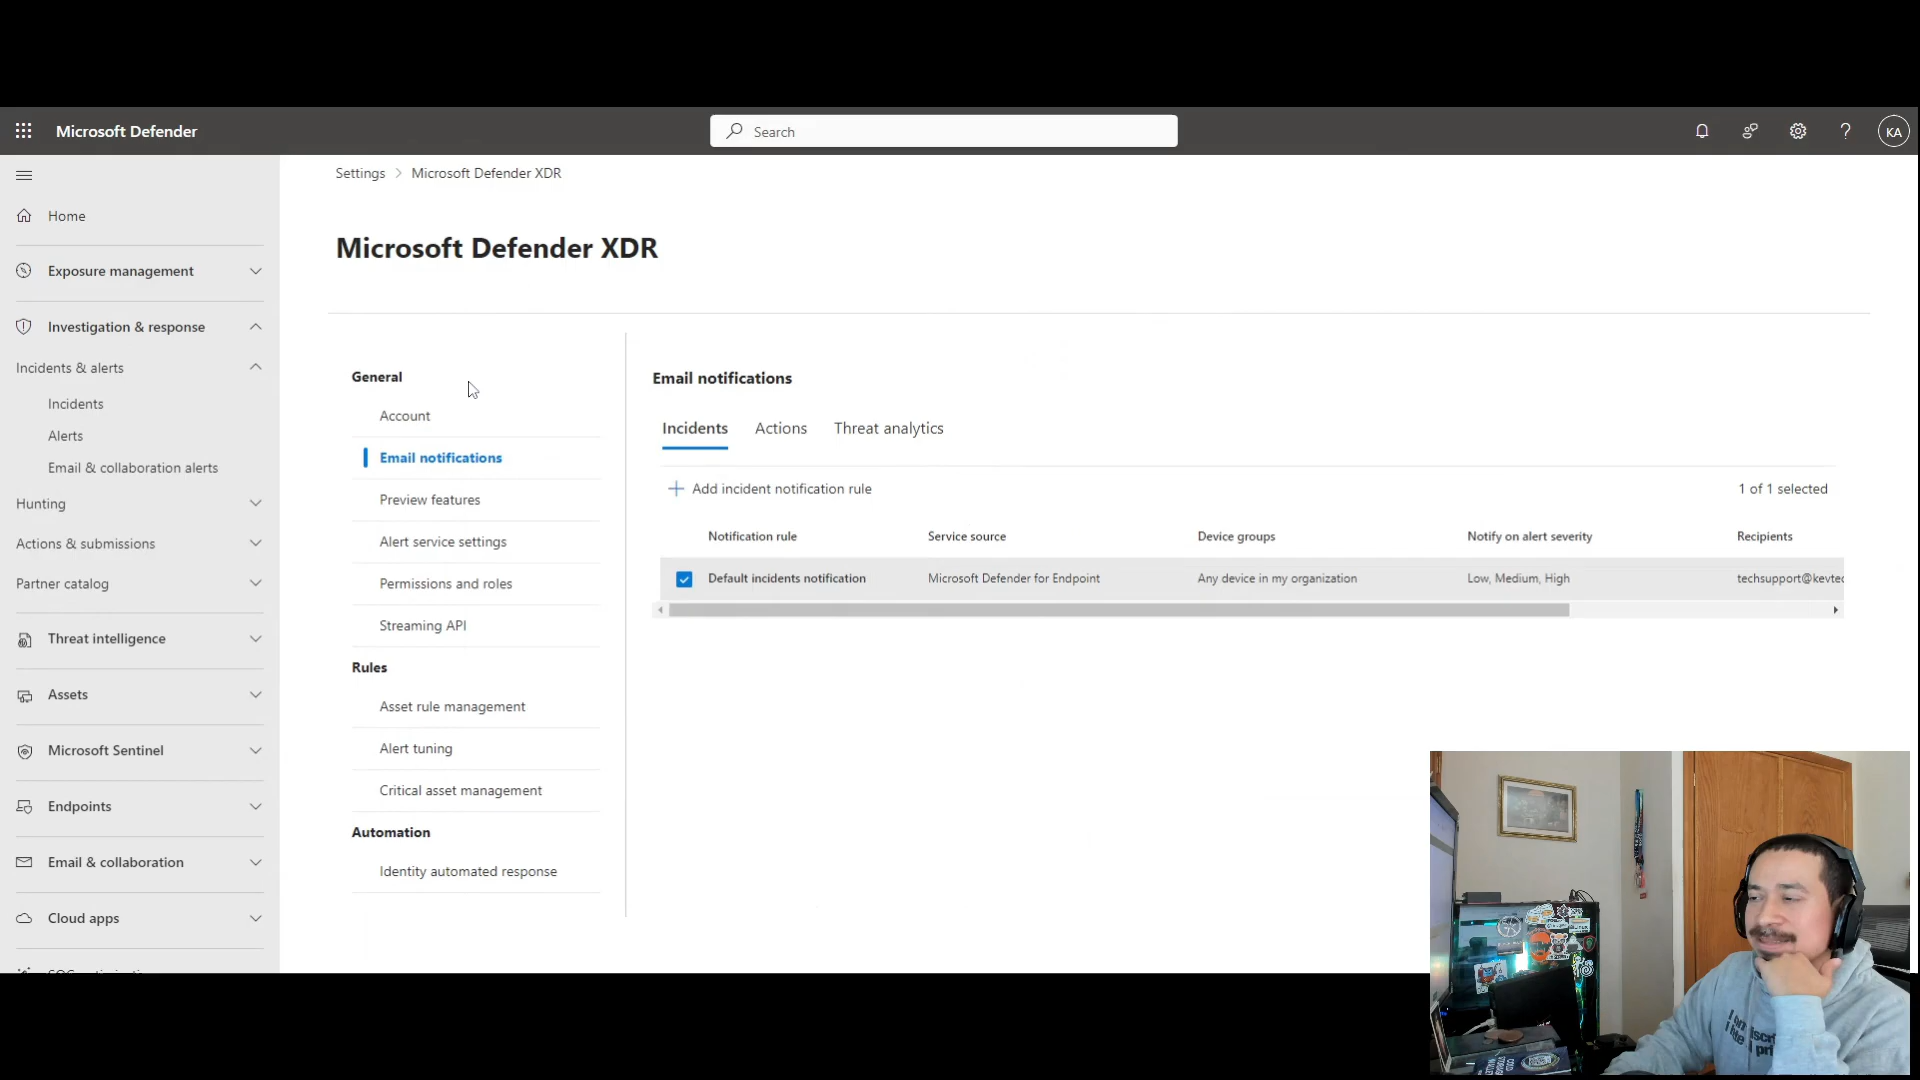 Microsoft Defender
Search
KA
Settings > Microsoft Defender XDR
Home
Exposure management
Investigation & response
Incidents & alerts
Incidents
Alerts
Email & collaboration alerts
Hunting
Actions & submissions
Partner catalog
Threat intelligence
Assets
Microsoft Sentinel
Endpoints
Email & collaboration
Cloud apps
Microsoft Defender XDR
General
Account
Email notifications
Preview features
Alert service settings
Permissions and roles
Streaming API
Rules
Asset rule management
Alert tuning
Critical asset management
Automation
Identity automated response
Email notifications
Incidents Actions Threat analytics
Add incident notification rule 1 of 1 selected
Notification rule Service source Device groups Notify on alert severity Recipients
Default incidents notification Microsoft Defender for Endpoint Any device in my organization Low, Medium, High techsupport@kevtec